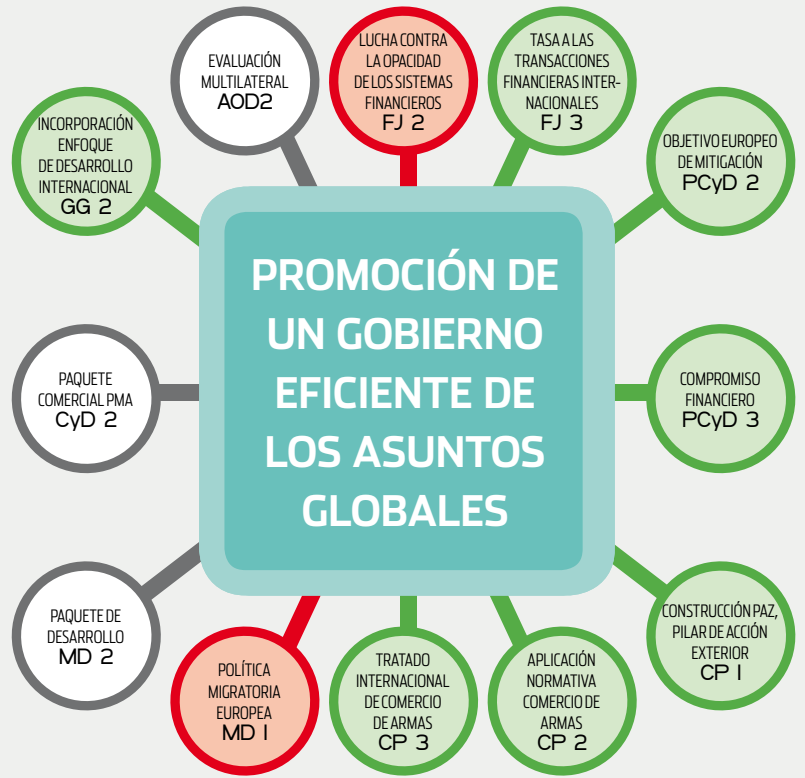 EVALUACIÓN
MULTILATERAL
AOD2
LUCHA CONTRA
LA OPACIDAD
DE LOS SISTEMAS
FINANCIEROS
FJ 2
TASA A LAS
TRANSACCIONES
FINANCIERAS INTER-
NACIONALES
FJ 3
OBJETIVO EUROPEO
DE MITIGACIÓN
PCyD 2
COMPROMISO
FINANCIERO
PCyD 3
CONSTRUCCIÓN PAZ,
PILAR DE ACCIÓN
EXTERIOR
CP I
APLICACIÓN
NORMATIVA
COMERCIO DE
ARMAS
CP 2
TRATADO
INTERNACIONAL
DE COMERCIO
DE ARMAS
CP 3
POLÍTICA
MIGRATORIA
EUROPEA
MD I
PAQUETE DE
DESARROLLO
MD 2
PAQUETE
COMERCIAL PMA
CyD 2
INCORPORACIÓN
ENFOQUE
DE DESARROLLO
INTERNACIONAL
GG 2
PROMOCIÓN DE
UN GOBIERNO
EFICIENTE DE
LOS ASUNTOS
GLOBALES